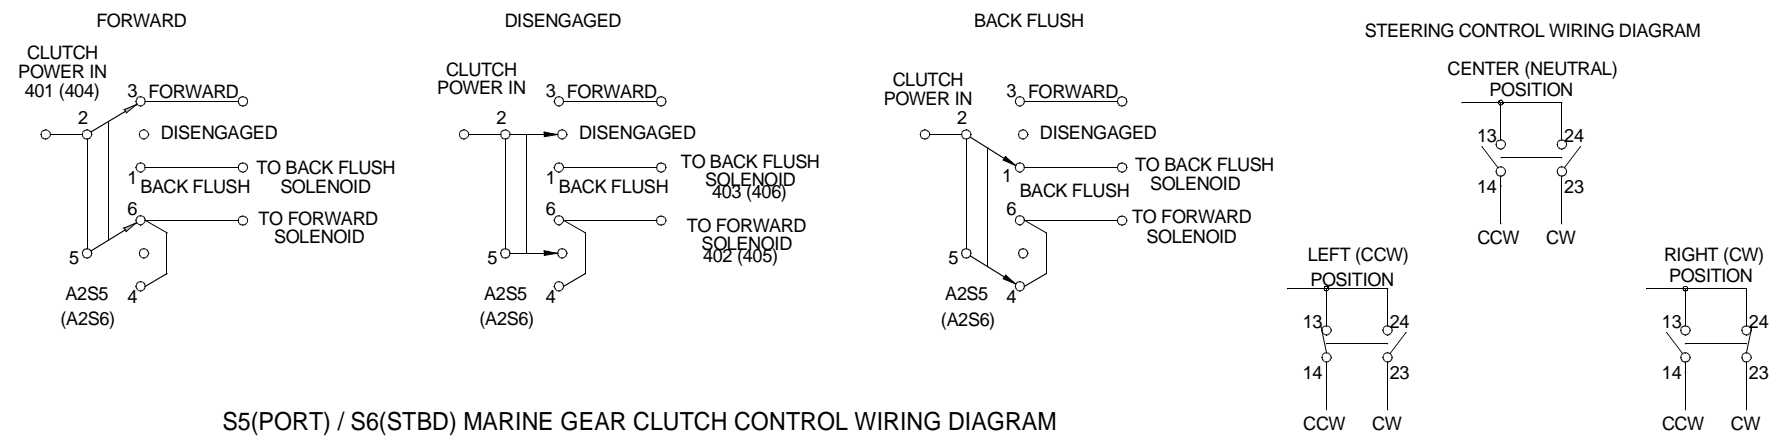 FORWARD
CLUTCH
POWER IN
401 (404)
3
FORWARD
2
DISENGAGED
1
TO BACK FLUSH
SOLENOID
BACK FLUSH
6
TO FORWARD
SOLENOID
5
4
A2S5
(A2S6)
DISENGAGED
CLUTCH
POWER IN
3
FORWARD
2
DISENGAGED
1
TO BACK FLUSH
SOLENOID
403 (406)
BACK FLUSH
6
TO FORWARD
SOLENOID
402 (405)
5
4
A2S5
(A2S6)
BACK FLUSH
CLUTCH
POWER IN
3
FORWARD
2
DISENGAGED
1
TO BACK FLUSH
SOLENOID
BACK FLUSH
6
TO FORWARD
SOLENOID
5
4
A2S5
(A2S6)
STEERING CONTROL WIRING DIAGRAM
CENTER (NEUTRAL)
POSITION
13 24
14 23
CCW CW
LEFT (CCW)
POSITION
13 24
14 23
CCW CW
RIGHT (CW)
POSITION
13 24
14 23
CCW CW
S5(PORT) / S6(STBD) MARINE GEAR CLUTCH CONTROL WIRING DIAGRAM